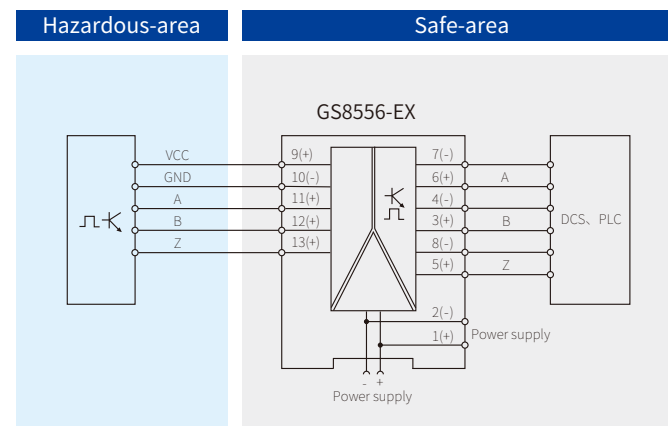 Hazardous-area
Safe-area
GS8556-EX
VCC
GND
A
B
Z
9(+)
10(-)
11(+)
12(+)
13(+)
7(-)
6(+)
4(-)
3(+)
8(-)
5(+)
2(-)
1(+)
A
B
Z
DCS、PLC
Power supply
- +
Power supply